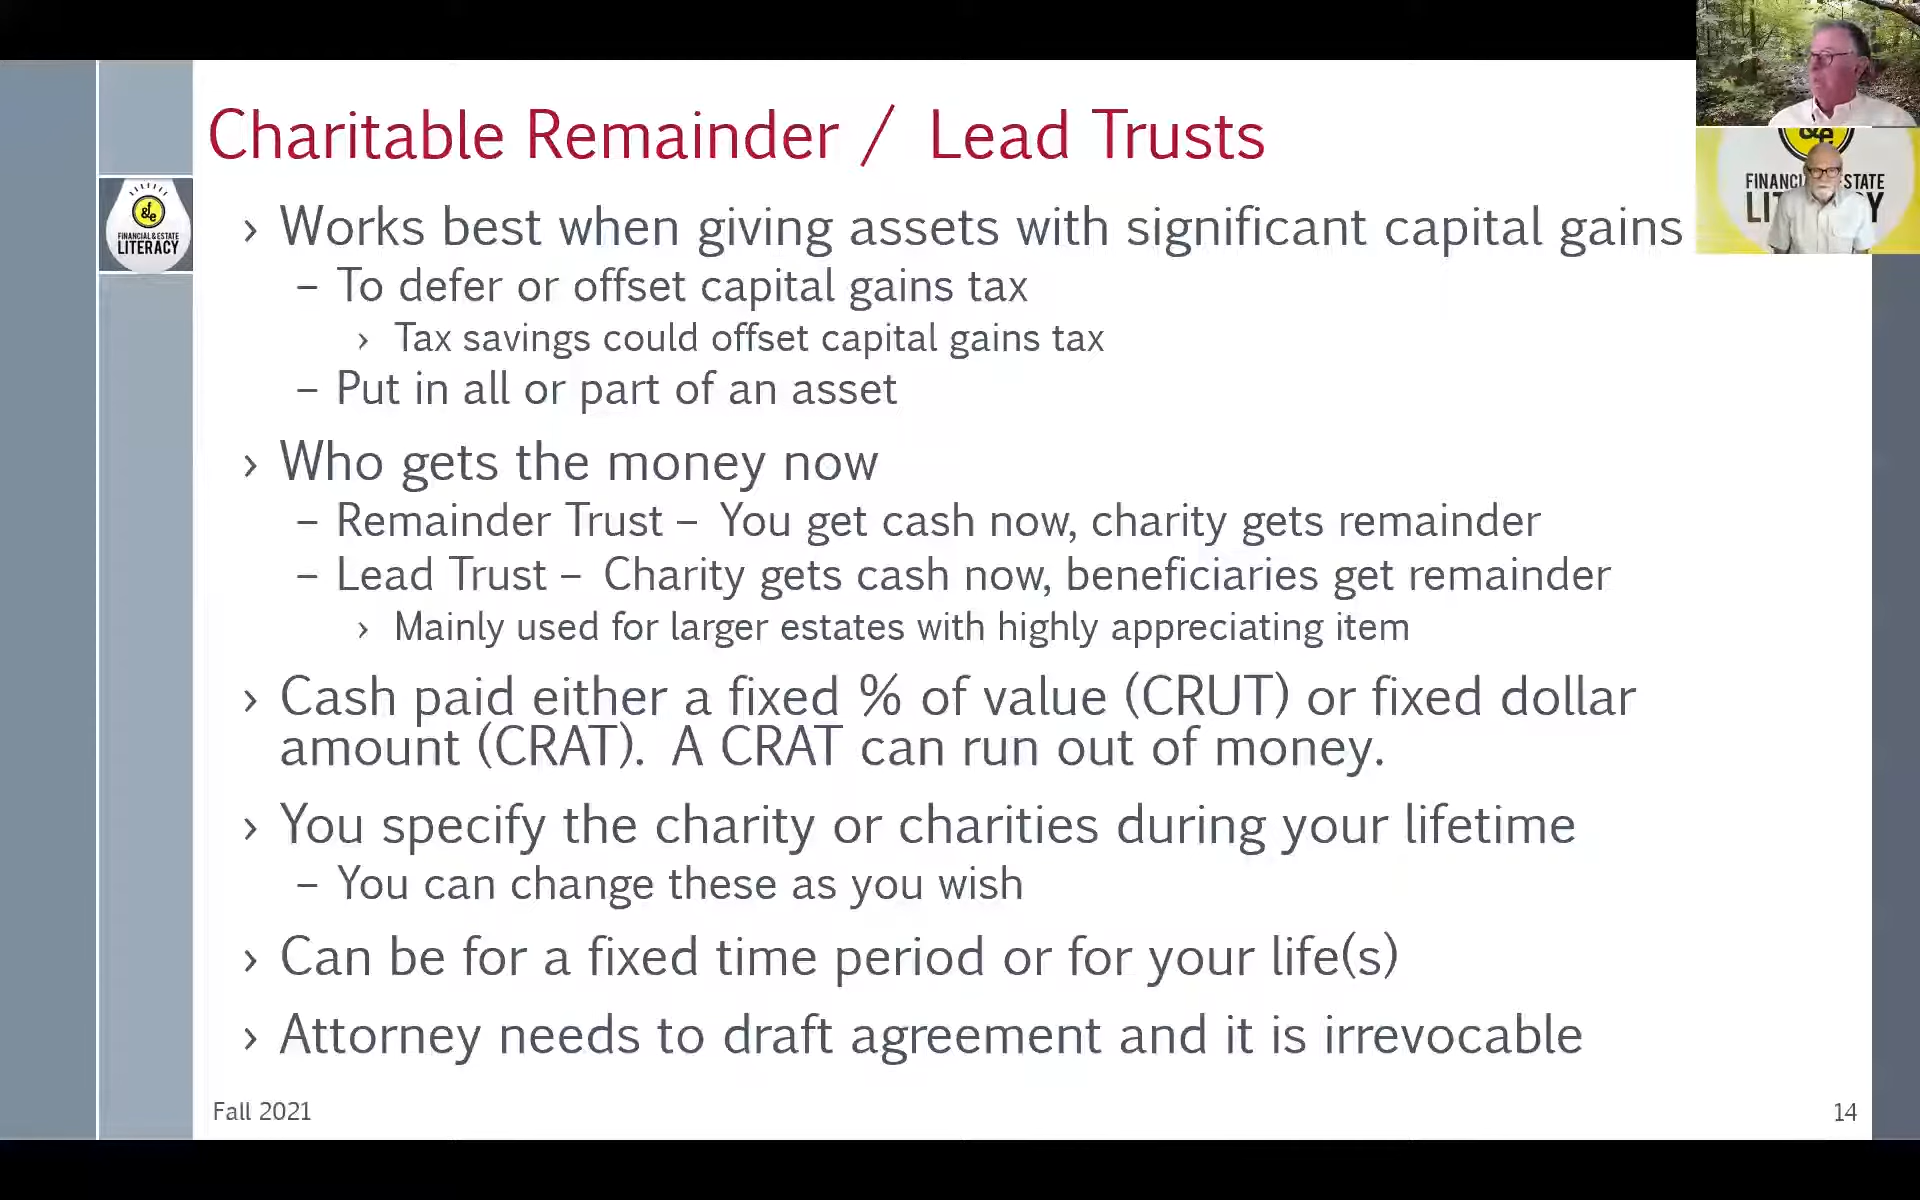 Charitable Remainder / Lead Trusts
› Works best when giving assets with significant capital gains
– To defer or offset capital gains tax
› Tax savings could offset capital gains tax
– Put in all or part of an asset
› Who gets the money now
– Remainder Trust – You get cash now, charity gets remainder
– Lead Trust – Charity gets cash now, beneficiaries get remainder
› Mainly used for larger estates with highly appreciating item
› Cash paid either a fixed % of value (CRUT) or fixed dollar
amount (CRAT). A CRAT can run out of money.
› You specify the charity or charities during your lifetime
– You can change these as you wish
› Can be for a fixed time period or for your life(s)
› Attorney needs to draft agreement and it is irrevocable
Fall 2021
14
f&e
FINANCIAL & ESTATE
LITERACY
&e
FINANCI STATE
LI Y